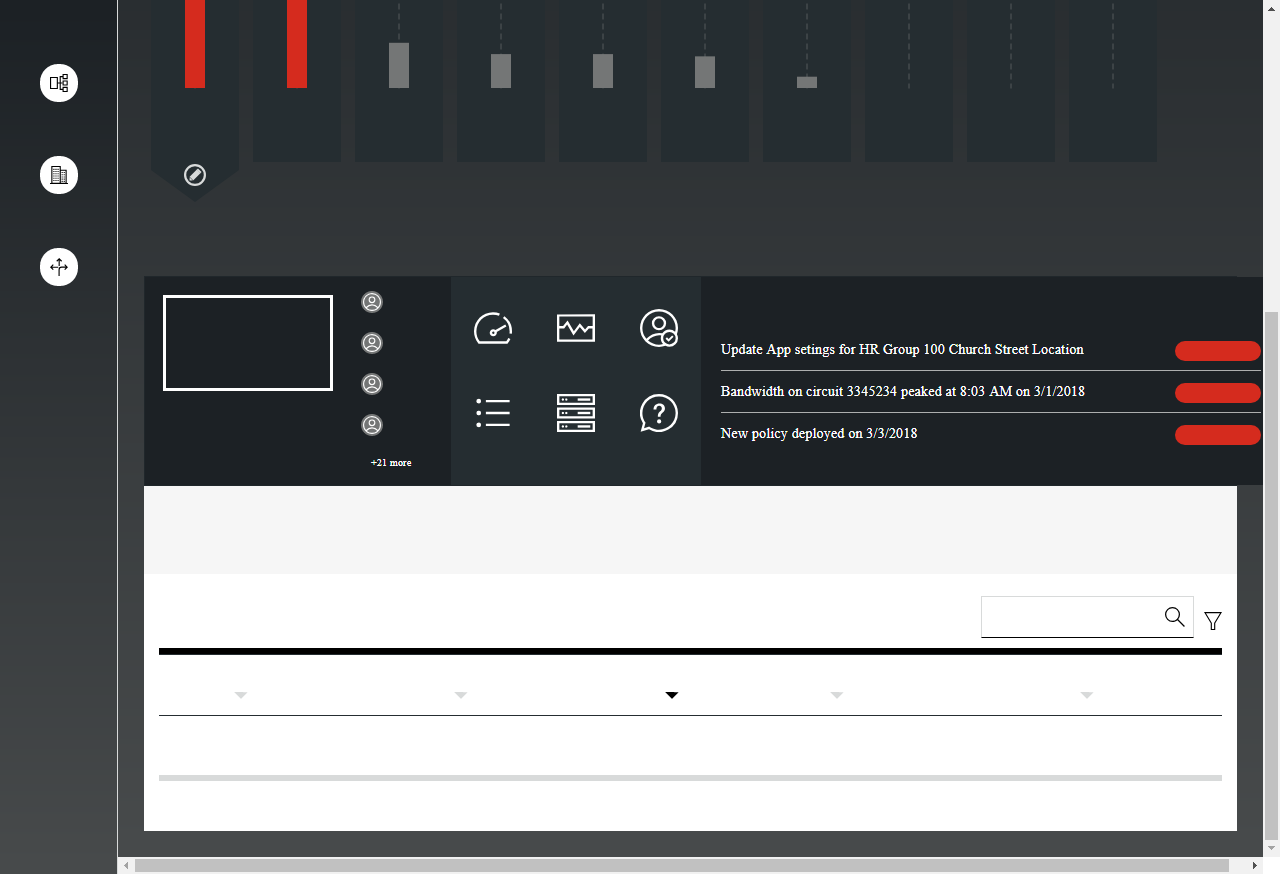 Update App setings for HR Group 100 Church Street Location
Bandwidth on circuit 3345234 peaked at 8:03 AM on 3/1/2018
New policy deployed on 3/3/2018
+21 more